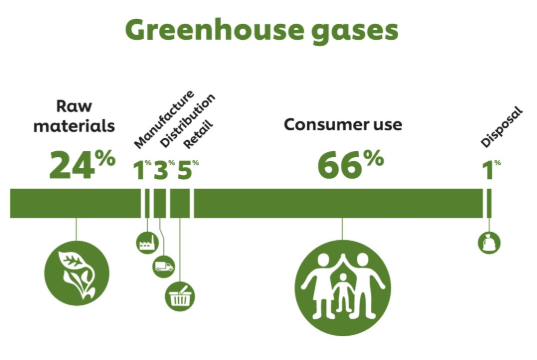 Greenhouse gases
Raw
materials
24%
Manufacture
1%
Distribution
3%
Retail
5%
Consumer use
66%
Disposal
1%